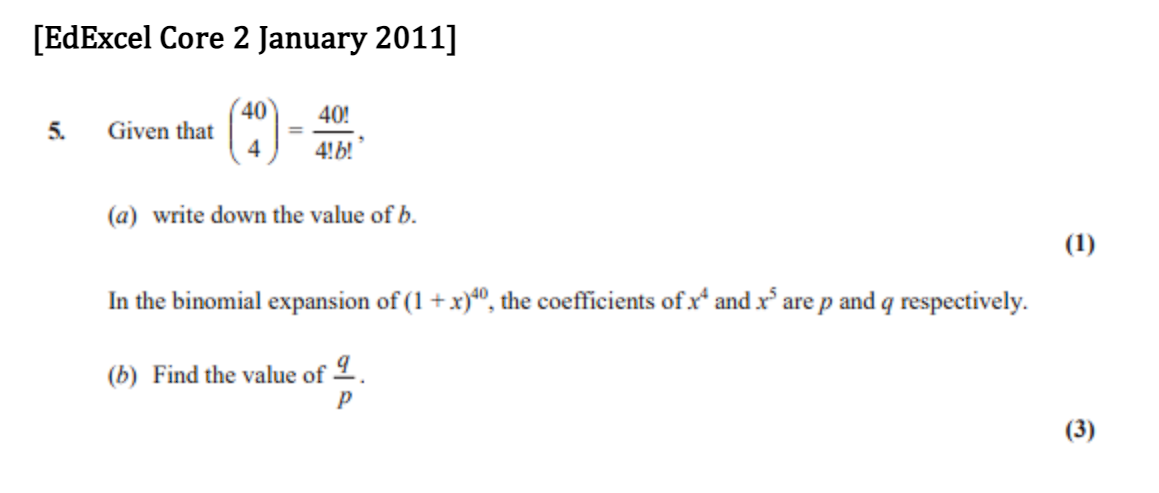 [EdExcel Core 2 January 2011]
5. Given that $\binom{40}{4} = \frac{40!}{4!b!}$,
(a) write down the value of b.
(1)
In the binomial expansion of (1 + x)⁴⁰, the coefficients of x⁴ and x⁵ are p and q respectively.
(b) Find the value of $\frac{q}{p}$.
(3)